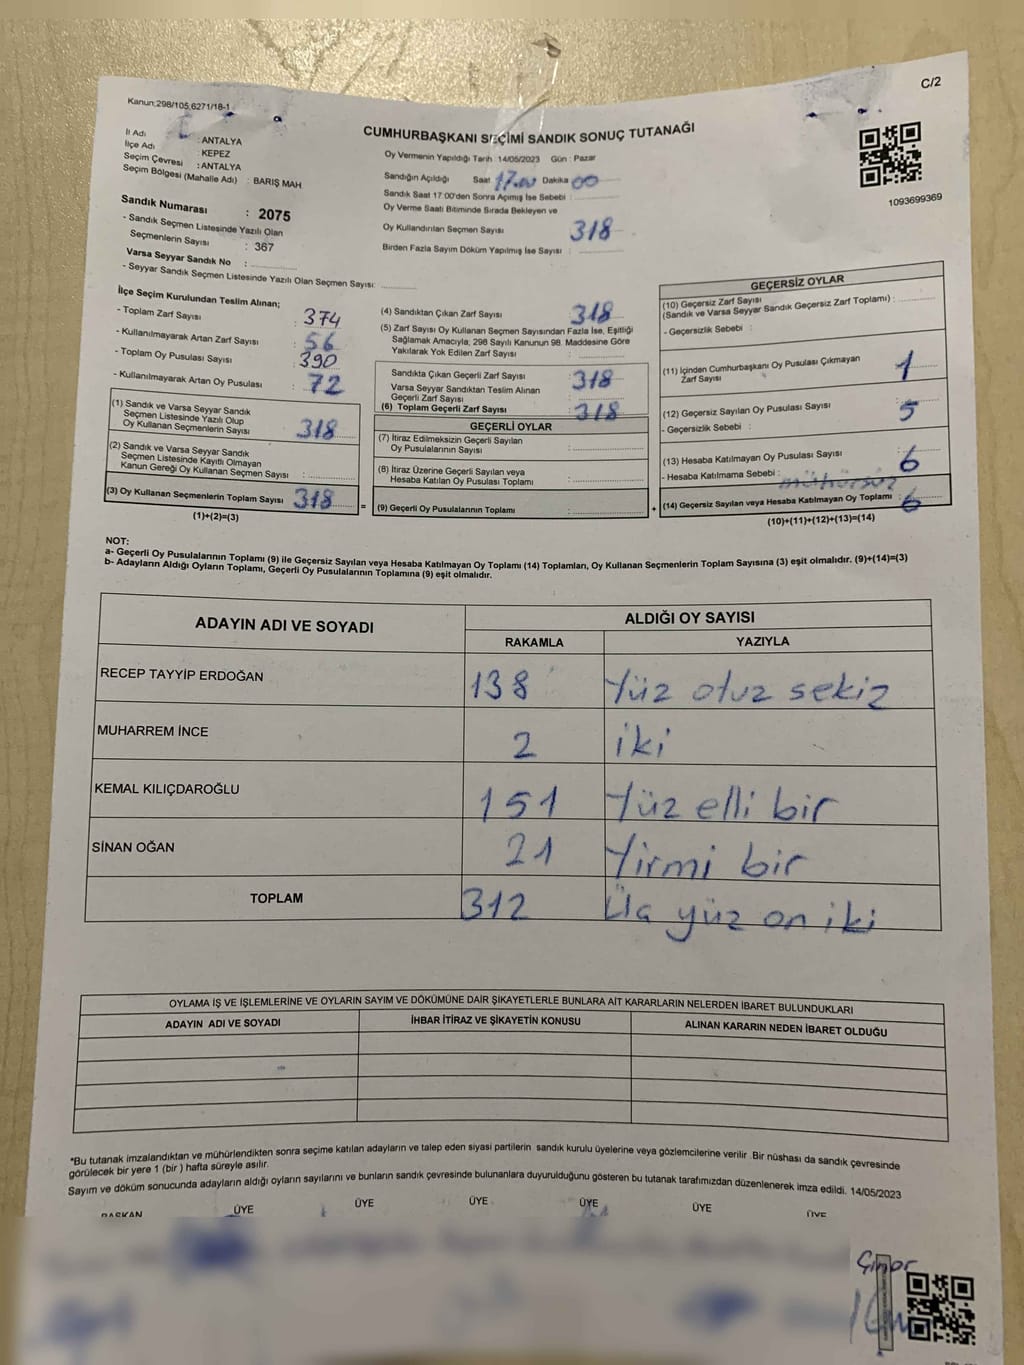 C/2
Kanun:298/105,6271/18-1
CUMHURBAŞKANI SEÇİMİ SANDIK SONUÇ TUTANAĞI
İl Adı : ANTALYA
İlçe Adı : KEPEZ
Seçim Çevresi : ANTALYA
Seçim Bölgesi (Mahalle Adı) : BARIŞ MAH
Sandık Numarası : 2075
- Sandık Seçmen Listesinde Yazılı Olan
Seçmenlerin Sayısı : 367
Varsa Seyyar Sandık No :
- Seyyar Sandık Seçmen Listesinde Yazılı Olan Seçmen Sayısı:
Oy Vermenin Yapıldığı Tarih 14/05/2023 Gün : Pazar
Sandığın Açıldığı Saat 17.00 Dakika 00
Sandık Saat 17:00'den Sonra Açımış İse Sebebi :
Oy Verme Saati Bitiminde Sırada Bekleyen ve
Oy Kullandırılan Seçmen Sayısı : 318
Birden Fazla Sayım Döküm Yapılmış İse Sayısı :
1093699369
İlçe Seçim Kurulundan Teslim Alınan;
- Toplam Zarf Sayısı : 374
- Kullanılmayarak Artan Zarf Sayısı : 56
- Toplam Oy Pusulası Sayısı : 390
- Kullanılmayarak Artan Oy Pusulası : 72
(1) Sandık ve Varsa Seyyar Sandık
Seçmen Listesinde Yazılı Olup
Oy Kullanan Seçmenlerin Sayısı : 318
(2) Sandık ve Varsa Seyyar Sandık
Seçmen Listesinde Kayıtlı Olmayan
Kanun Gereği Oy Kullanan Seçmen Sayısı :
(3) Oy Kullanan Seçmenlerin Toplam Sayısı : 318 =
(1)+(2)=(3)
(4) Sandıktan Çıkan Zarf Sayısı : 318
(5) Zarf Sayısı Oy Kullanan Seçmen Sayısından Fazla İse, Eşitliği
Sağlamak Amacıyla; 298 Sayılı Kanunun 98. Maddesine Göre
Yakılarak Yok Edilen Zarf Sayısı :
Sandıkta Çıkan Geçerli Zarf Sayısı : 318
Varsa Seyyar Sandıktan Teslim Alınan
Geçerli Zarf Sayısı :
(6) Toplam Geçerli Zarf Sayısı : 318
GEÇERLİ OYLAR
(7) İtiraz Edilmeksizin Geçerli Sayılan
Oy Pusulalarının Sayısı :
(8) İtiraz Üzerine Geçerli Sayılan veya
Hesaba Katılan Oy Pusulası Toplamı :
(9) Geçerli Oy Pusulalarının Toplamı : +
GEÇERSİZ OYLAR
(10) Geçersiz Zarf Sayısı
(Sandık ve Varsa Seyyar Sandık Geçersiz Zarf Toplamı) :
- Geçersizlik Sebebi :
(11) İçinden Cumhurbaşkanı Oy Pusulası Çıkmayan
Zarf Sayısı : 1
(12) Geçersiz Sayılan Oy Pusulası Sayısı : 5
- Geçersizlik Sebebi :
(13) Hesaba Katılmayan Oy Pusulası Sayısı : 6
- Hesaba Katılmama Sebebi : mühürsüz
(14) Geçersiz Sayılan veya Hesaba Katılmayan Oy Toplamı : 6
(10)+(11)+(12)+(13)=(14)
NOT:
a- Geçerli Oy Pusulalarının Toplamı (9) ile Geçersiz Sayılan veya Hesaba Katılmayan Oy Toplamı (14) Toplamları, Oy Kullanan Seçmenlerin Toplam Sayısına (3) eşit olmalıdır. (9)+(14)=(3)
b- Adayların Aldığı Oyların Toplamı, Geçerli Oy Pusulalarının Toplamına (9) eşit olmalıdır.
ADAYIN ADI VE SOYADI ALDIĞI OY SAYISI
RAKAMLA YAZIYLA
RECEP TAYYİP ERDOĞAN 138 Yüz otuz sekiz
MUHARREM İNCE 2 iki
KEMAL KILIÇDAROĞLU 151 Yüz elli bir
SİNAN OĞAN 21 Yirmi bir
TOPLAM 312 Üç yüz on iki
OYLAMA İŞ VE İŞLEMLERİNE VE OYLARIN SAYIM VE DÖKÜMÜNE DAİR ŞİKAYETLERLE BUNLARA AİT KARARLARIN NELERDEN İBARET BULUNDUKLARI
ADAYIN ADI VE SOYADI İHBAR İTİRAZ VE ŞİKAYETİN KONUSU ALINAN KARARIN NEDEN İBARET OLDUĞU
*Bu tutanak imzalandıktan ve mühürlendikten sonra seçime katılan adayların ve talep eden siyasi partilerin sandık kurulu üyelerine veya gözlemcilerine verilir .Bir nüshası da sandık çevresinde
görülecek bir yere 1 (bir ) hafta süreyle asılır.
Sayım ve döküm sonucunda adayların aldığı oyların sayılarını ve bunların sandık çevresinde bulunanlara duyurulduğunu gösteren bu tutanak tarafımızdan düzenlenerek imza edildi. 14/05/2023
BAŞKAN ÜYE ÜYE ÜYE ÜYE ÜYE ÜYE